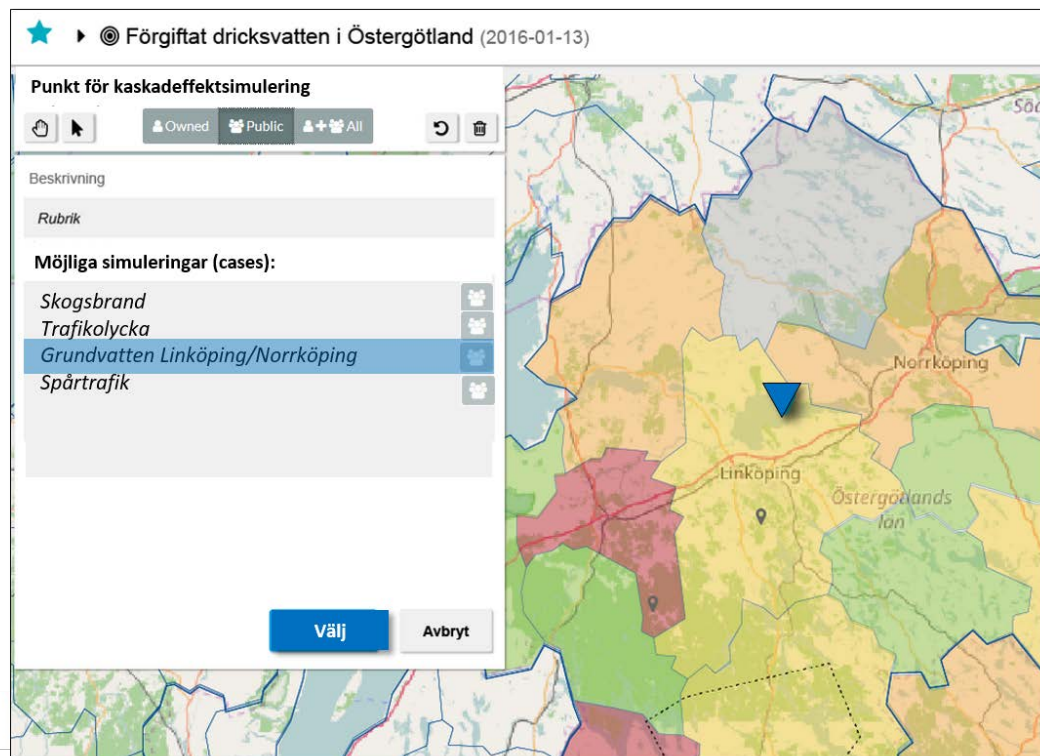 Förgiftat dricksvatten i Östergötland (2016-01-13)
Punkt för kaskadeffektsimulering
Owned Public All
Beskrivning
Rubrik
Möjliga simuleringar (cases):
Skogsbrand
Trafikolycka
Grundvatten Linköping/Norrköping
Spårtrafik
Välj Avbryt
Norrköping
Linköping
Östergötlands
län